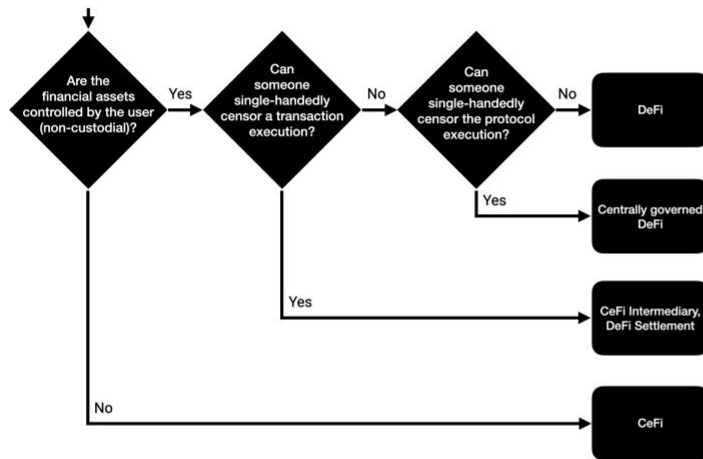 Are the
financial assets
controlled by the user
(non-custodial)?
Yes
Can
someone
single-handedly
censor a transaction
execution?
No
Can
someone
single-handedly
censor the protocol
execution?
No
DeFi
Yes
Centrally governed
DeFi
Yes
CeFi Intermediary,
DeFi Settlement
No
CeFi